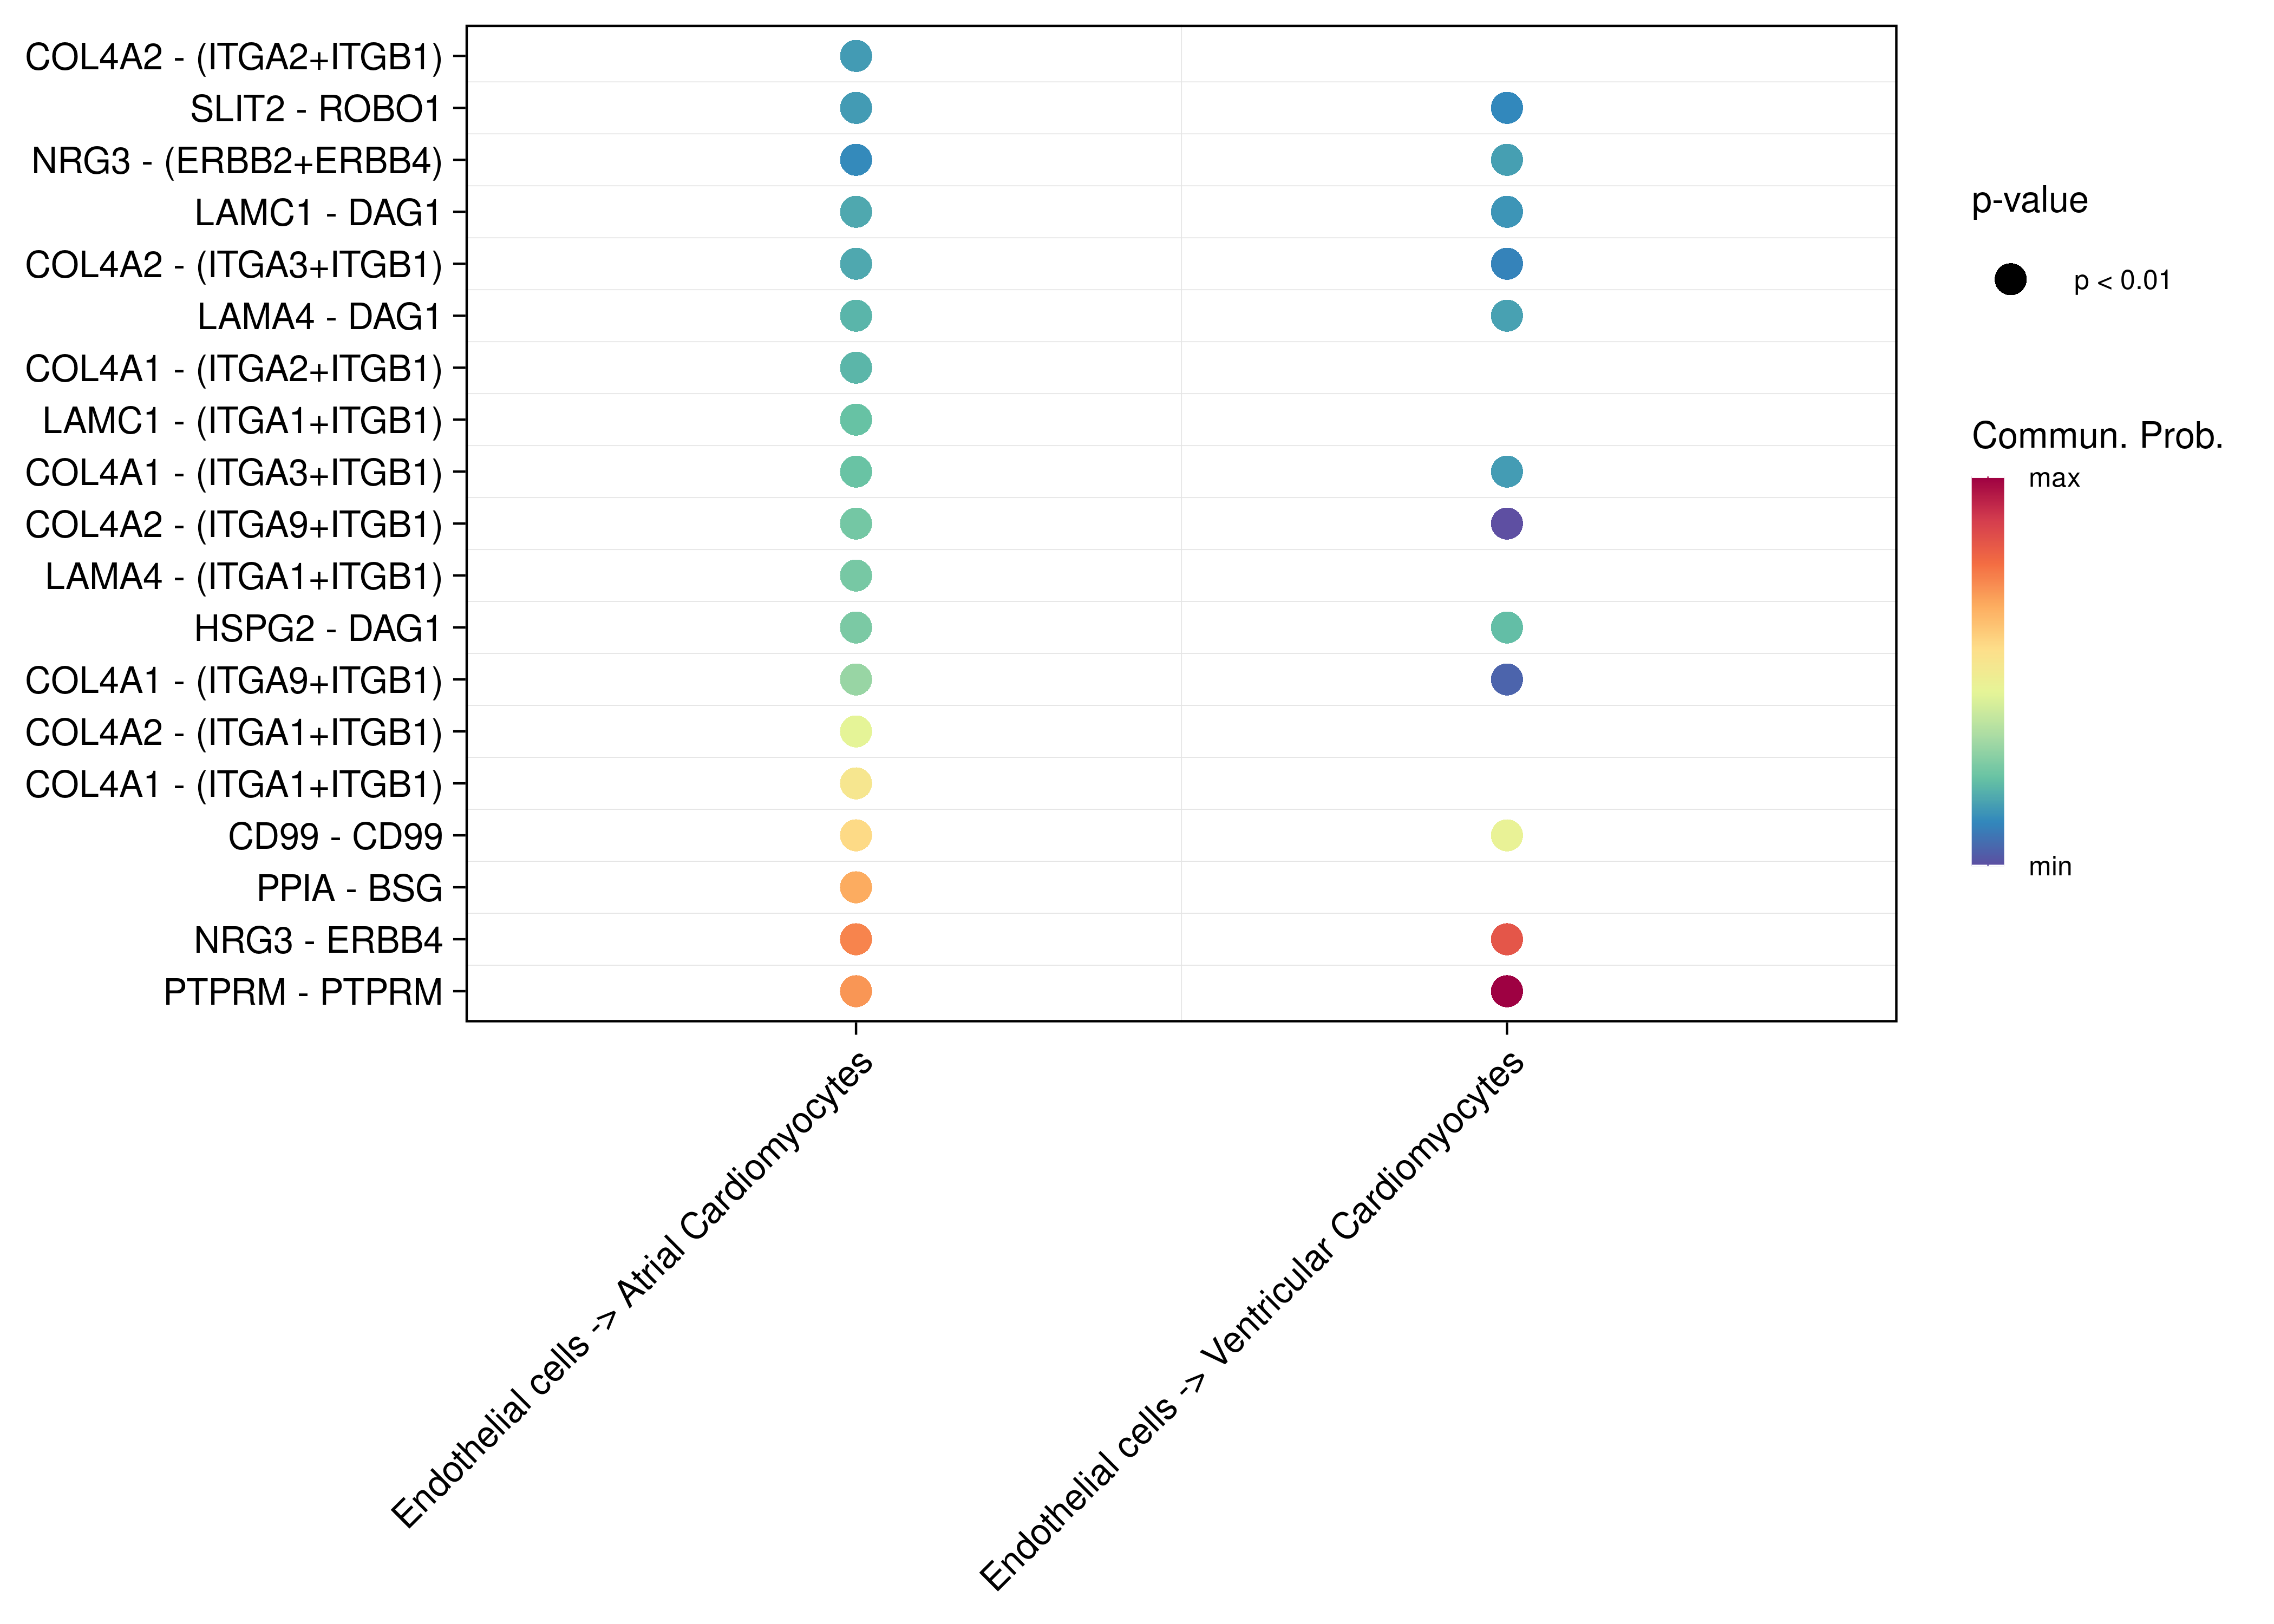 COL4A2 - (ITGA2+ITGB1)
SLIT2 - ROBO1
NRG3 - (ERBB2+ERBB4)
LAMC1 - DAG1
COL4A2 - (ITGA3+ITGB1)
LAMA4 - DAG1
COL4A1 - (ITGA2+ITGB1)
LAMC1 - (ITGA1+ITGB1)
COL4A1 - (ITGA3+ITGB1)
COL4A2 - (ITGA9+ITGB1)
LAMA4 - (ITGA1+ITGB1)
HSPG2 - DAG1
COL4A1 - (ITGA9+ITGB1)
COL4A2 - (ITGA1+ITGB1)
COL4A1 - (ITGA1+ITGB1)
CD99 - CD99
PPIA - BSG
NRG3 - ERBB4
PTPRM - PTPRM
Endothelial cells -> Atrial Cardiomyocytes
Endothelial cells -> Ventricular Cardiomyocytes
p-value
p < 0.01
Commun. Prob.
max
min